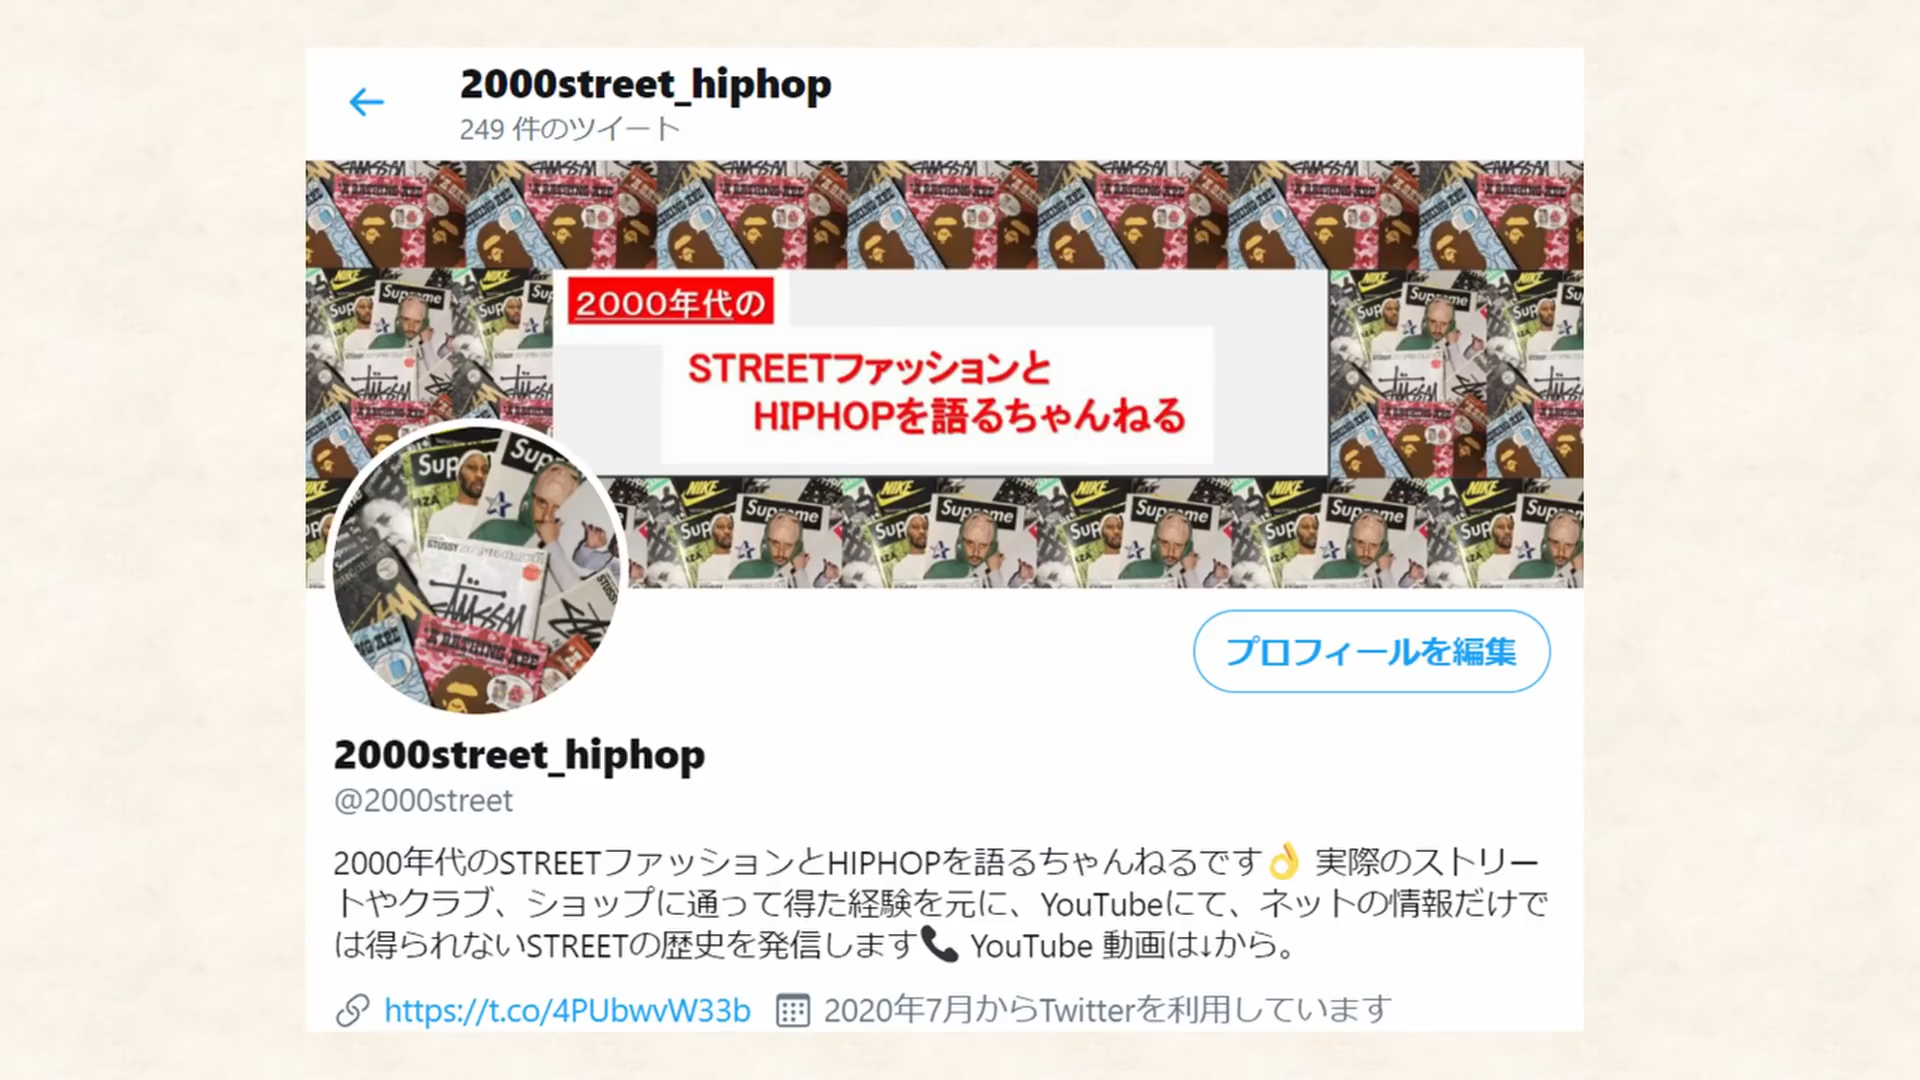 2000street_hiphop
249 件のツイート
2000年代の
STREETファッションと
HIPHOPを語るちゃんねる
NIKE
Supreme
STUSSY
A BATHING APE
プロフィールを編集
2000street_hiphop
@2000street
2000年代のSTREETファッションとHIPHOPを語るちゃんねるです👌 実際のストリー
トやクラブ、ショップに通って得た経験を元に、YouTubeにて、ネットの情報だけで
は得られないSTREETの歴史を発信します📞 YouTube 動画は↓から。
https://t.co/4PUbwvW33b 2020年7月からTwitterを利用しています